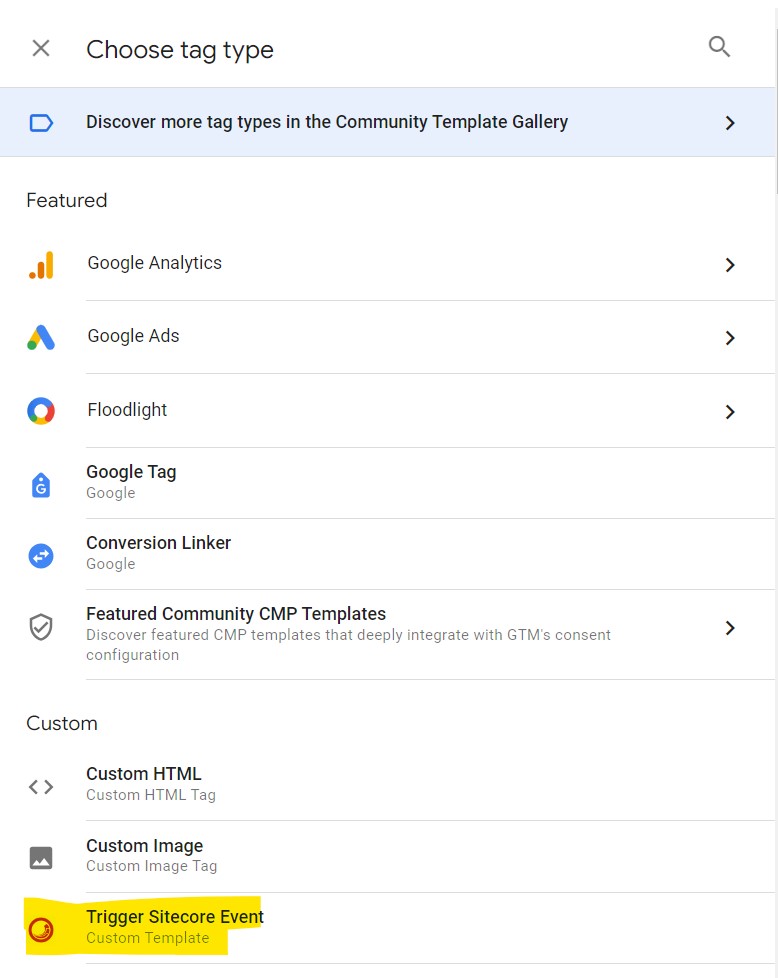 Choose tag type
Discover more tag types in the Community Template Gallery
Featured
Google Analytics
Google Ads
Floodlight
Google Tag
Google
Conversion Linker
Google
Featured Community CMP Templates
Discover featured CMP templates that deeply integrate with GTM's consent
configuration
Custom
Custom HTML
Custom HTML Tag
Custom Image
Custom Image Tag
Trigger Sitecore Event
Custom Template